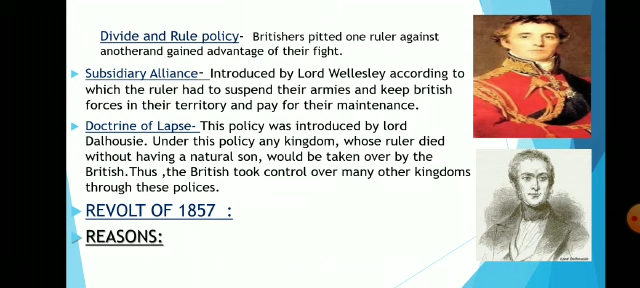 Divide and Rule policy- Britishers pitted one ruler against
anotherand gained advantage of their fight.
Subsidiary Alliance- Introduced by Lord Wellesley according to
which the ruler had to suspend their armies and keep british
forces in their territory and pay for their maintenance.
Doctrine of Lapse- This policy was introduced by lord
Dalhousie. Under this policy any kingdom, whose ruler died
without having a natural son, would be taken over by the
British.Thus ,the British took control over many other kingdoms
through these polices.
REVOLT OF 1857 :
REASONS:
Lord Dalhousie